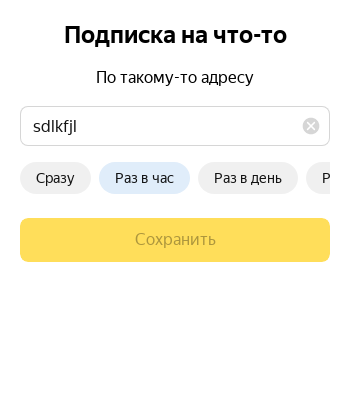 Подписка на что-то
По такому-то адресу
sdlkfjl
Сразу Раз в час Раз в день
Сохранить